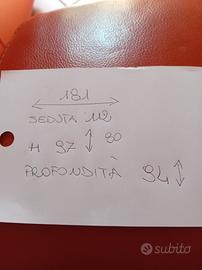 181
SEDUTA 112
H 97 80
PROFONDITÀ 94
subito